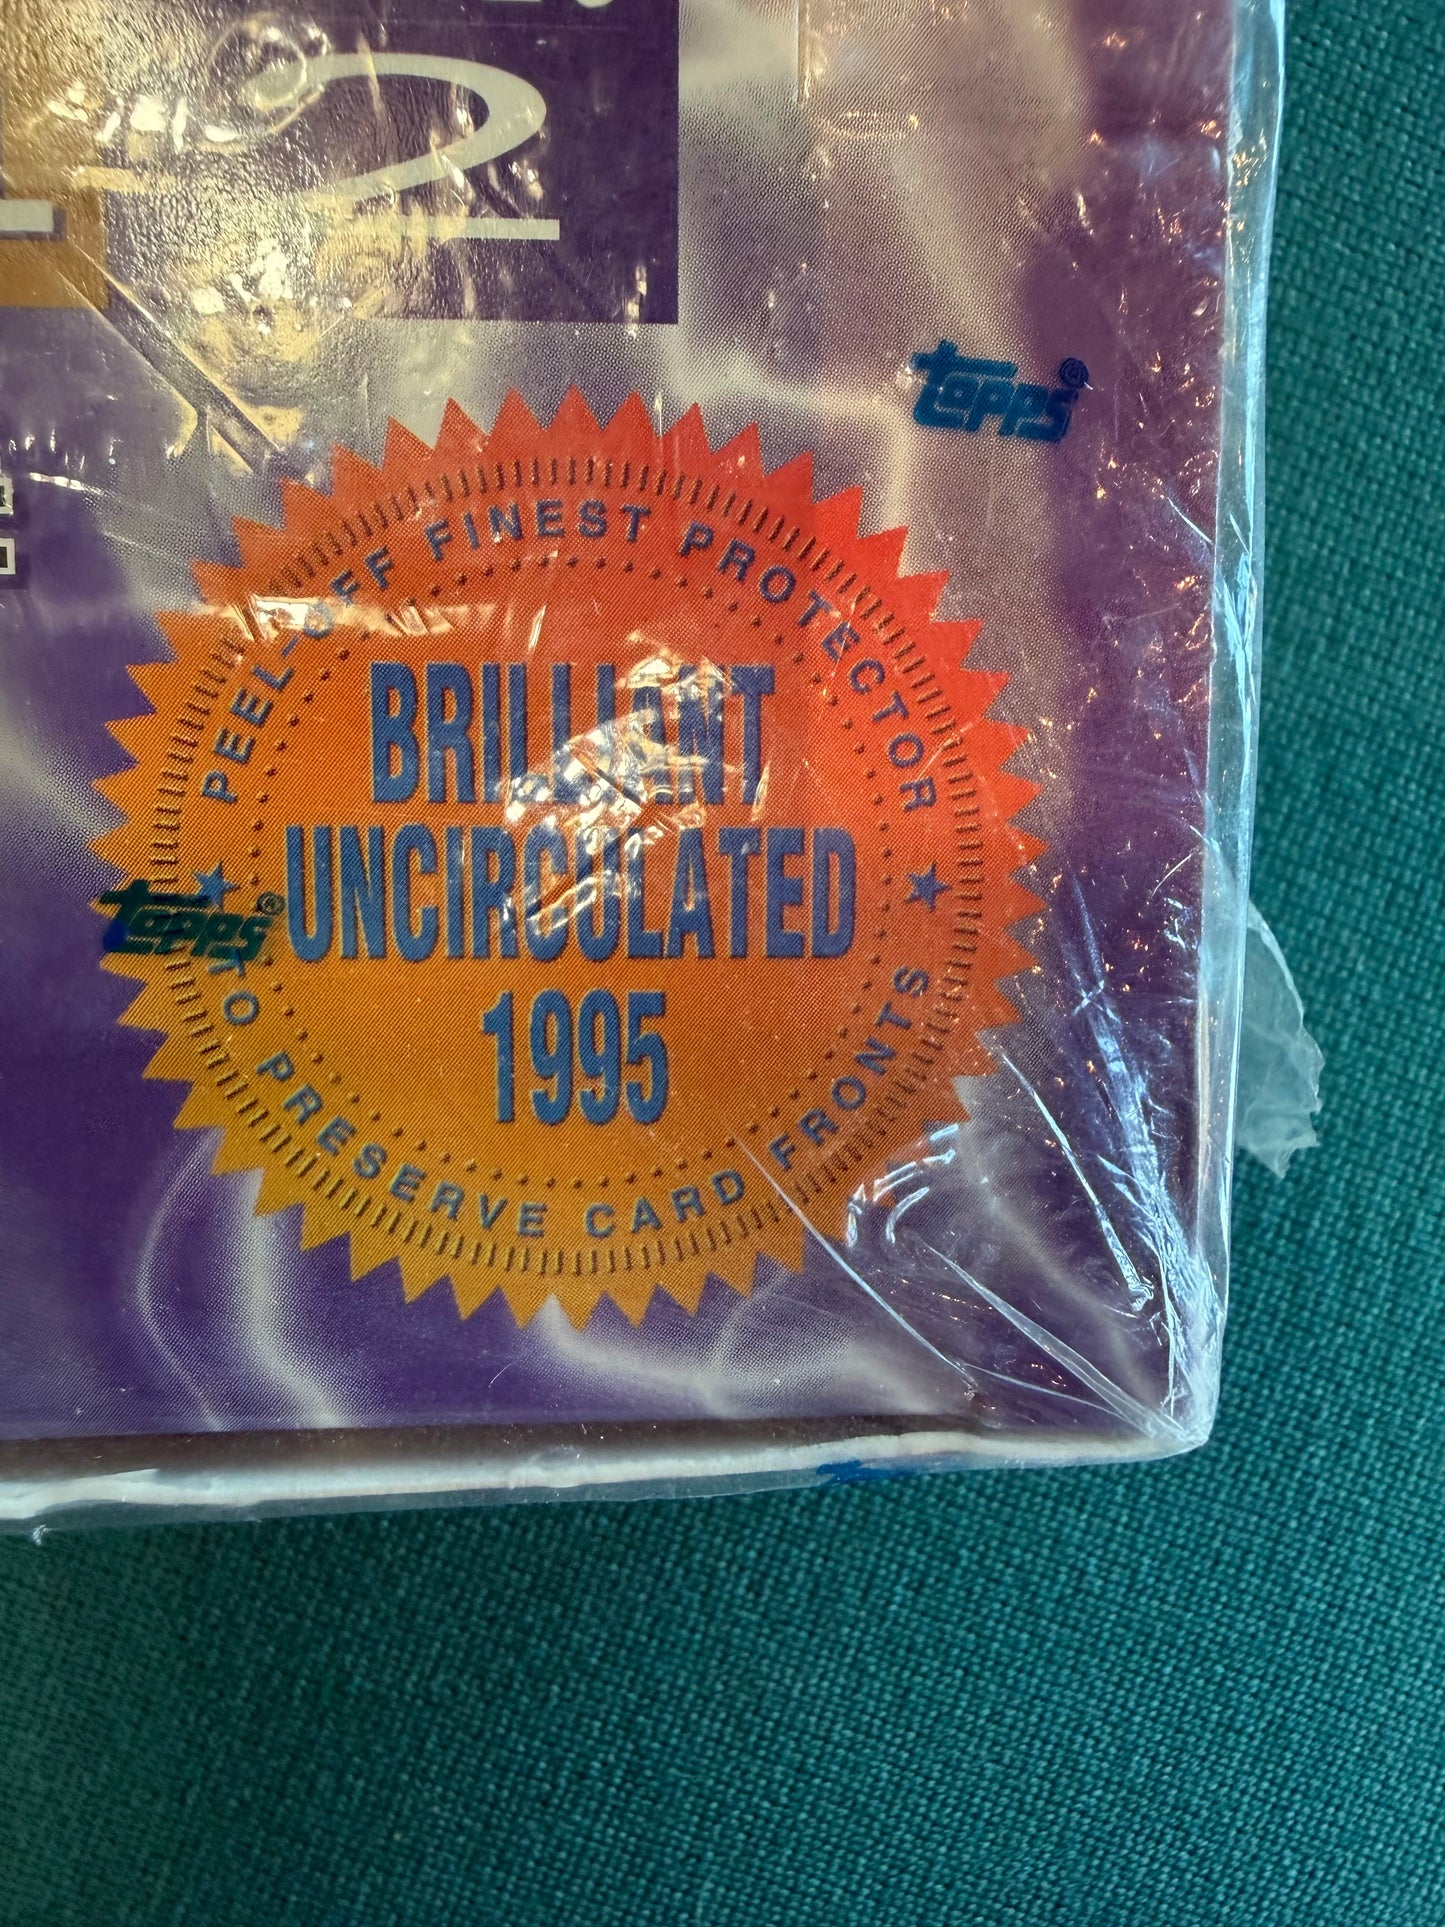 topps®
PEEL-OFF FINEST PROTECTOR
BRILLIANT
UNCIRCULATED
1995
topps®
★ TO PRESERVE CARD FRONTS ★